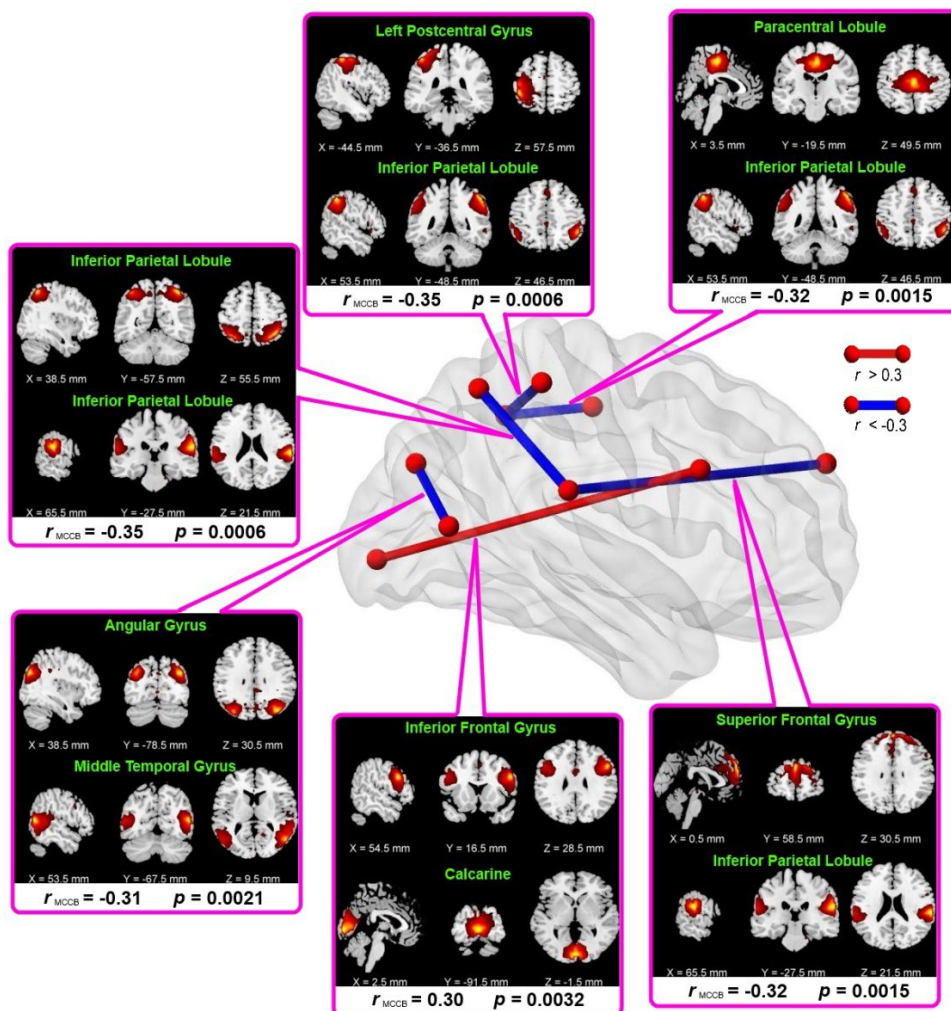 Left Postcentral Gyrus
X = -44.5 mm Y = -36.5 mm Z = 57.5 mm
Inferior Parietal Lobule
X = 53.5 mm Y = -48.5 mm Z = 46.5 mm
r MCCB = -0.35 p = 0.0006
Paracentral Lobule
X = 3.5 mm Y = -19.5 mm Z = 49.5 mm
Inferior Parietal Lobule
X = 53.5 mm Y = -48.5 mm Z = 46.5 mm
r MCCB = -0.32 p = 0.0015
Inferior Parietal Lobule
X = 38.5 mm Y = -57.5 mm Z = 55.5 mm
Inferior Parietal Lobule
X = 65.5 mm Y = -27.5 mm Z = 21.5 mm
r MCCB = -0.35 p = 0.0006
r > 0.3
r < -0.3
Angular Gyrus
X = 38.5 mm Y = -78.5 mm Z = 30.5 mm
Middle Temporal Gyrus
X = 53.5 mm Y = -67.5 mm Z = 9.5 mm
r MCCB = -0.31 p = 0.0021
Inferior Frontal Gyrus
X = 54.5 mm Y = 16.5 mm Z = 28.5 mm
Calcarine
X = 2.5 mm Y = -91.5 mm Z = -1.5 mm
r MCCB = 0.30 p = 0.0032
Superior Frontal Gyrus
X = 0.5 mm Y = 58.5 mm Z = 30.5 mm
Inferior Parietal Lobule
X = 65.5 mm Y = -27.5 mm Z = 21.5 mm
r MCCB = -0.32 p = 0.0015